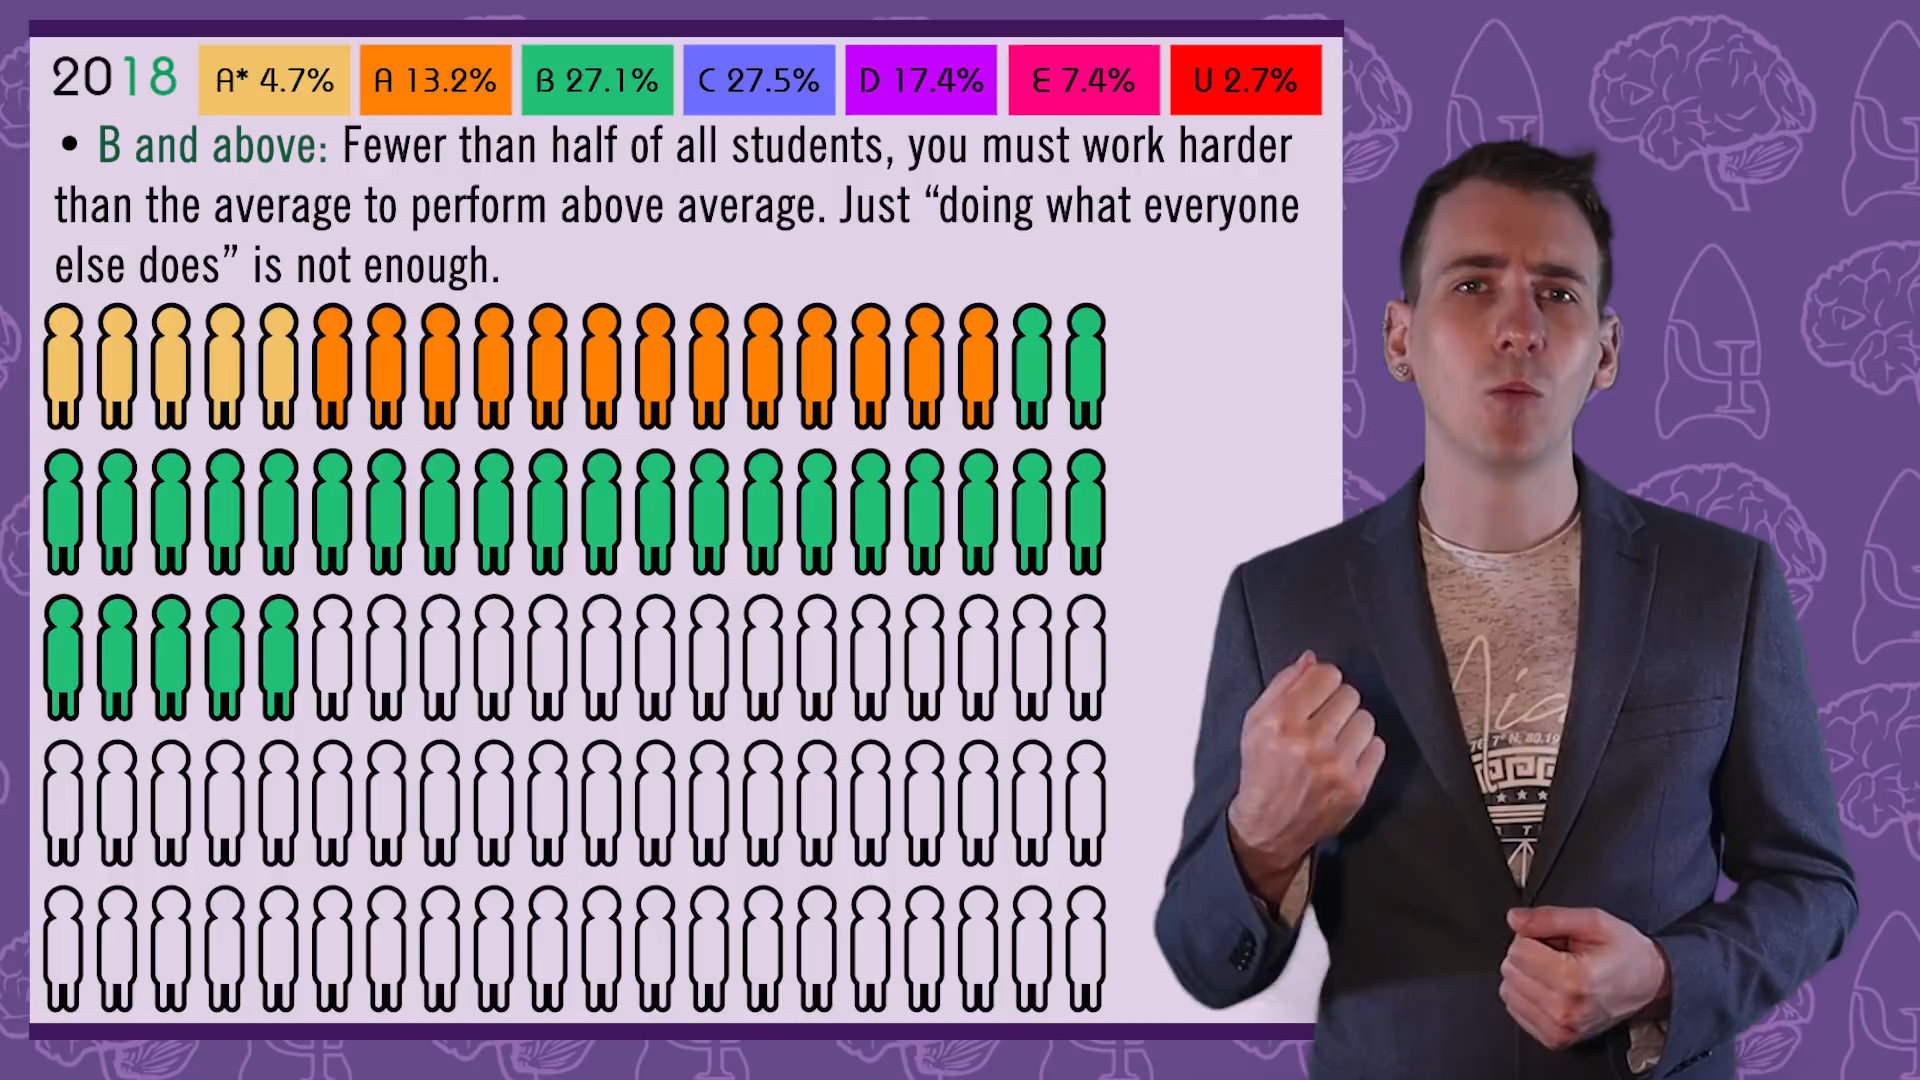 2018 A* 4.7% A 13.2% B 27.1% C 27.5% D 17.4% E 7.4% U 2.7%
• B and above: Fewer than half of all students, you must work harder
than the average to perform above average. Just “doing what everyone
else does” is not enough.